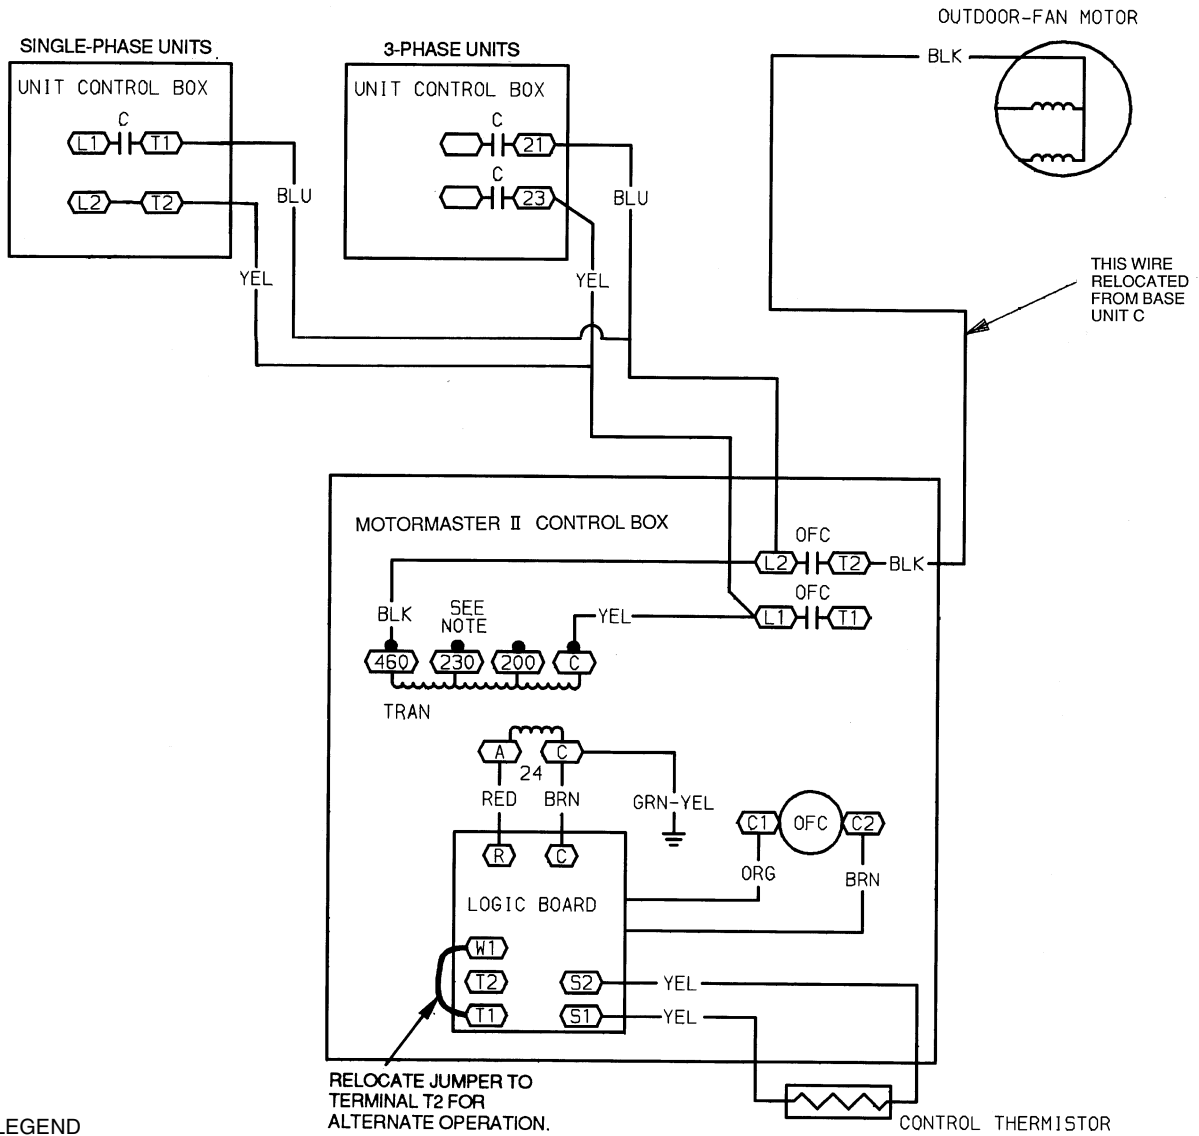 OUTDOOR-FAN MOTOR
SINGLE-PHASE UNITS
3-PHASE UNITS
BLK
UNIT CONTROL BOX
UNIT CONTROL BOX
C
L1
T1
C
21
C
23
L2
T2
BLU
BLU
YEL
YEL
THIS WIRE
RELOCATED
FROM BASE
UNIT C
MOTORMASTER II CONTROL BOX
OFC
L2
T2
BLK
OFC
L1
T1
BLK
SEE
NOTE
YEL
460
230
200
C
TRAN
A
C
24
RED
BRN
GRN-YEL
C1
OFC
C2
R
C
ORG
BRN
LOGIC BOARD
W1
T2
S2
YEL
T1
S1
YEL
RELOCATE JUMPER TO
TERMINAL T2 FOR
ALTERNATE OPERATION.
CONTROL THERMISTOR
LEGEND